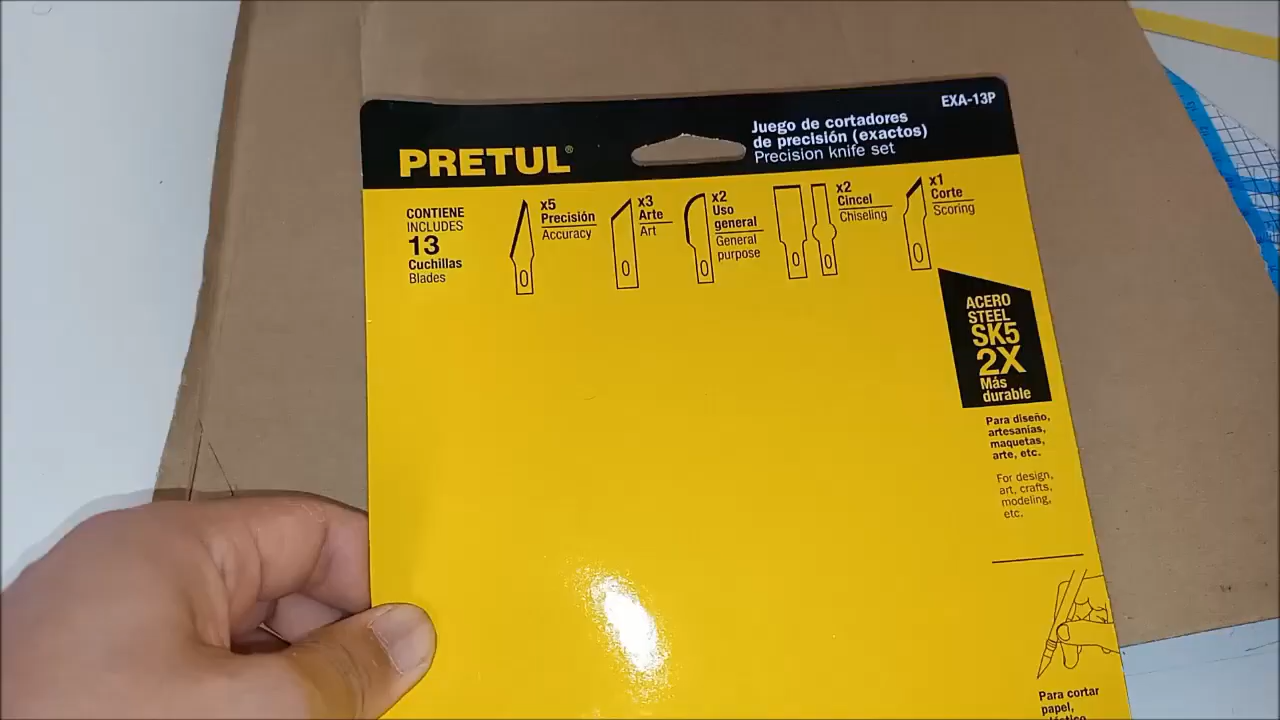 EXA-13P
PRETUL®
Juego de cortadores
de precisión (exactos)
Precision knife set
CONTIENE
INCLUDES
13
Cuchillas
Blades
x5
Precisión
Accuracy
x3
Arte
Art
x2
Uso
general
General
purpose
x2
Cincel
Chiseling
x1
Corte
Scoring
ACERO
STEEL
SK5
2X
Más
durable
Para diseño,
artesanías,
maquetas,
arte, etc.
For design,
art, crafts,
modeling,
etc.
Para cortar
papel,